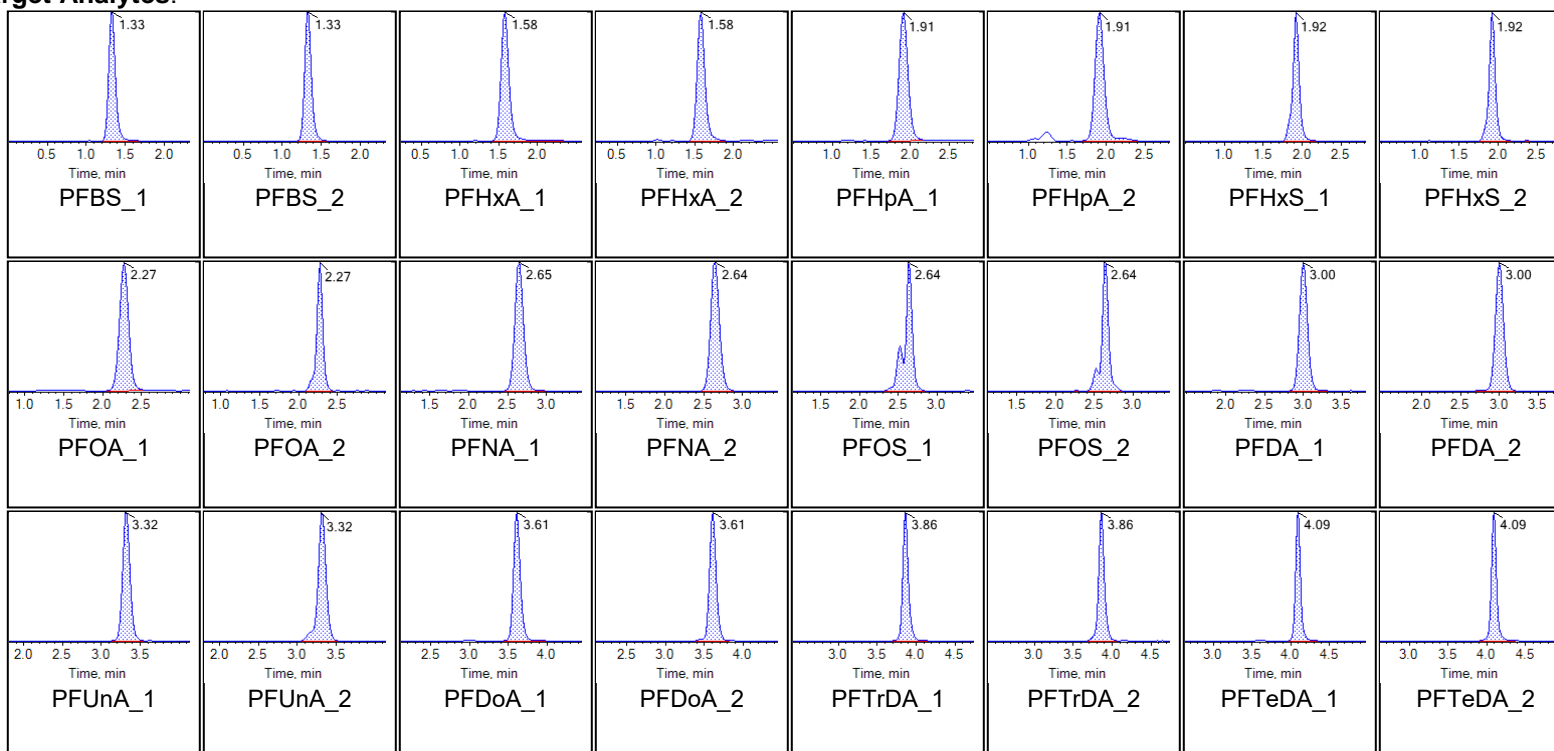 rget Analytes:
1.33 1.33 1.58 1.58 1.91 1.91 1.92 1.92
0.5 1.0 1.5 2.0 0.5 1.0 1.5 2.0 0.5 1.0 1.5 2.0 0.5 1.0 1.5 2.0 1.0 1.5 2.0 2.5 1.0 1.5 2.0 2.5 1.0 1.5 2.0 2.5 1.0 1.5 2.0 2.5
Time, min Time, min Time, min Time, min Time, min Time, min Time, min Time, min
PFBS_1 PFBS_2 PFHxA_1 PFHxA_2 PFHpA_1 PFHpA_2 PFHxS_1 PFHxS_2
2.27 2.27 2.65 2.64 2.64 2.64 3.00 3.00
1.0 1.5 2.0 2.5 1.0 1.5 2.0 2.5 1.5 2.0 2.5 3.0 1.5 2.0 2.5 3.0 1.5 2.0 2.5 3.0 1.5 2.0 2.5 3.0 2.0 2.5 3.0 3.5 2.0 2.5 3.0 3.5
Time, min Time, min Time, min Time, min Time, min Time, min Time, min Time, min
PFOA_1 PFOA_2 PFNA_1 PFNA_2 PFOS_1 PFOS_2 PFDA_1 PFDA_2
3.32 3.32 3.61 3.61 3.86 3.86 4.09 4.09
2.0 2.5 3.0 3.5 2.0 2.5 3.0 3.5 2.5 3.0 3.5 4.0 2.5 3.0 3.5 4.0 3.0 3.5 4.0 4.5 3.0 3.5 4.0 4.5 3.0 3.5 4.0 4.5 3.0 3.5 4.0 4.5
Time, min Time, min Time, min Time, min Time, min Time, min Time, min Time, min
PFUnA_1 PFUnA_2 PFDoA_1 PFDoA_2 PFTrDA_1 PFTrDA_2 PFTeDA_1 PFTeDA_2